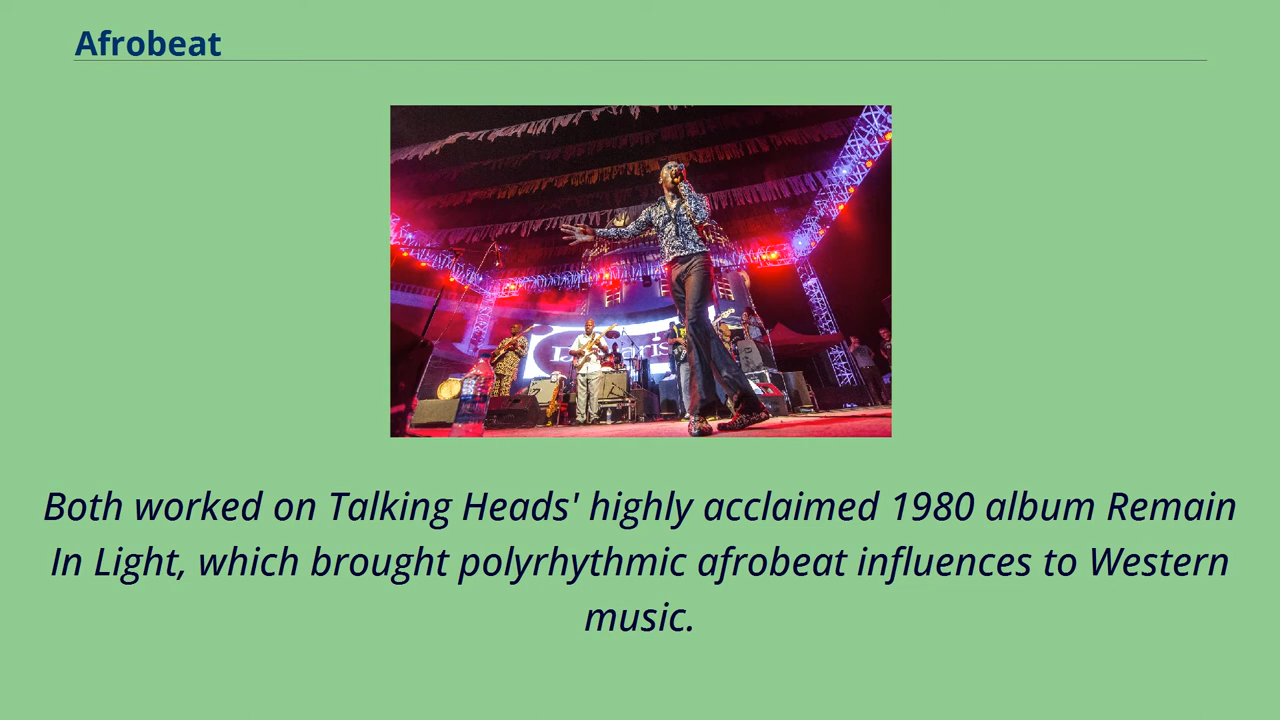 Afrobeat
Both worked on Talking Heads' highly acclaimed 1980 album Remain
In Light, which brought polyrhythmic afrobeat influences to Western
music.